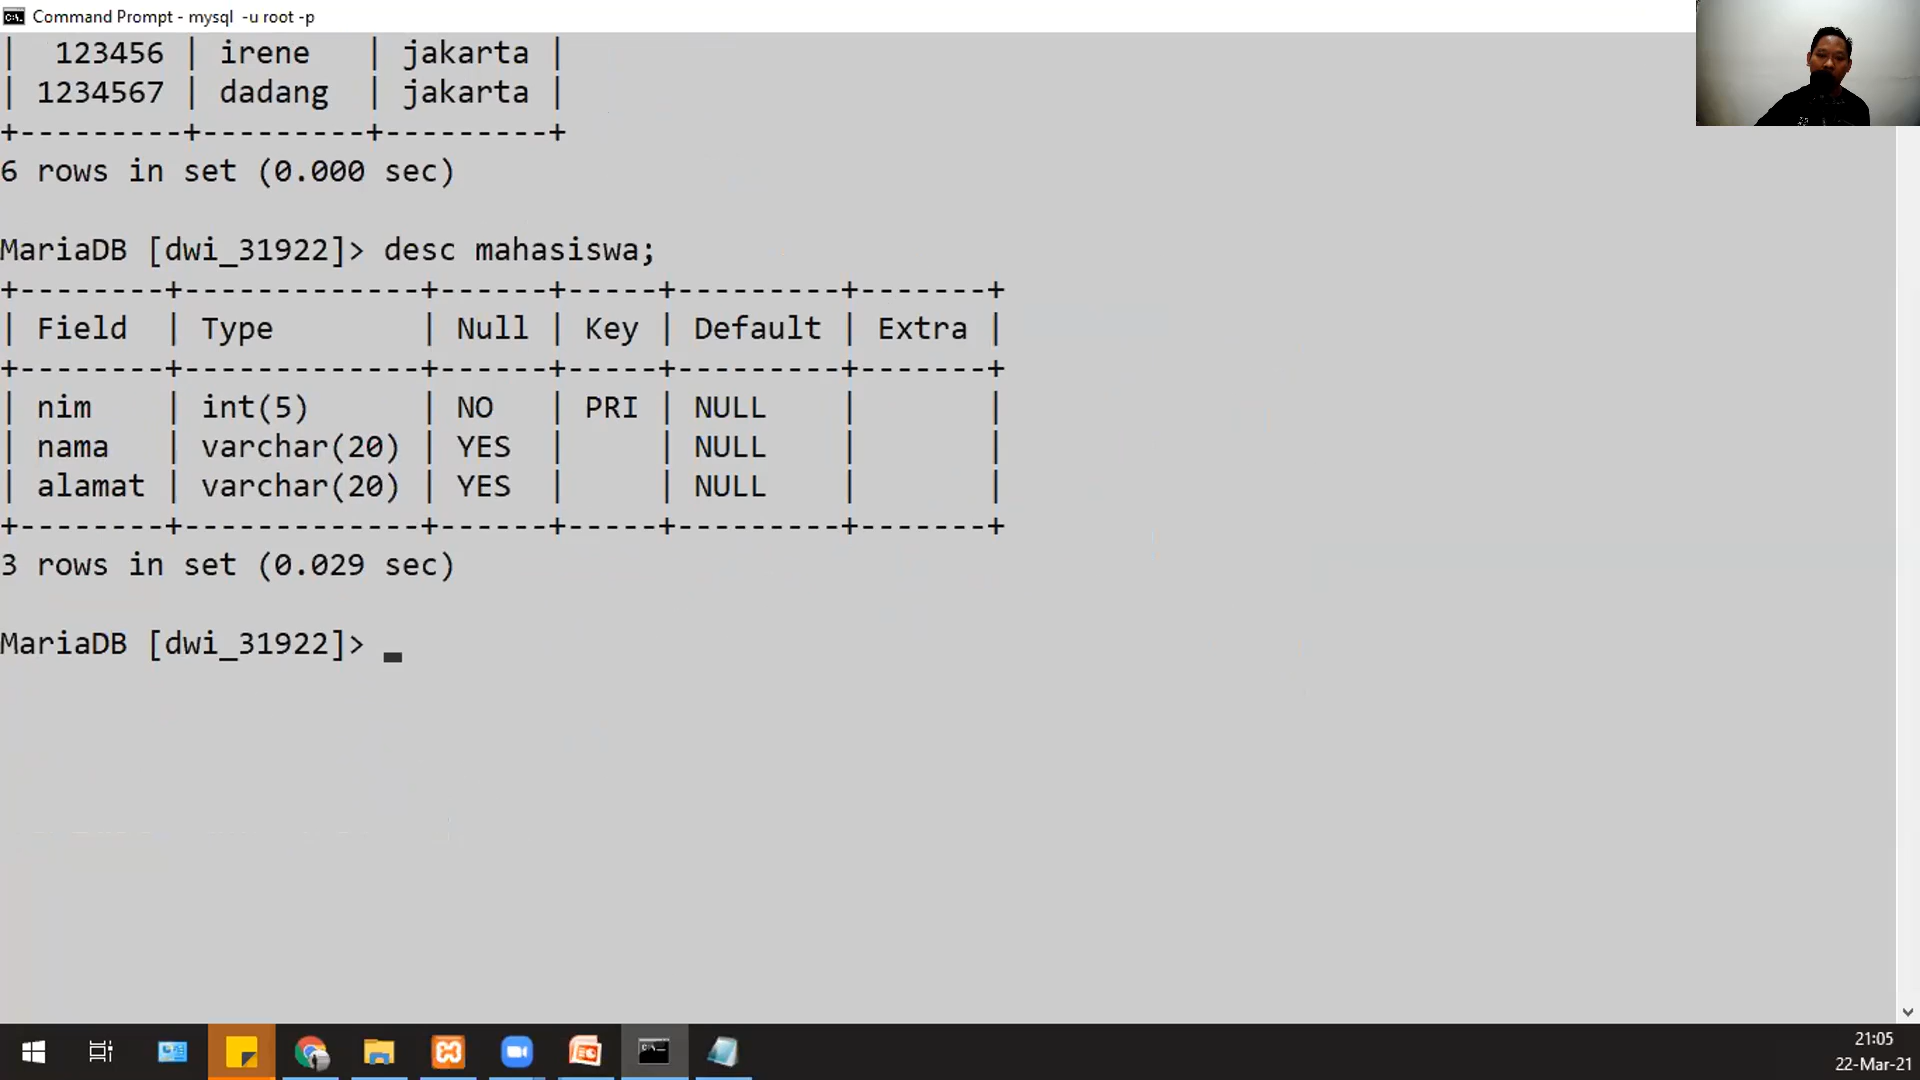 Command Prompt - mysql  -u root -p
|  123456 | irene   | jakarta |
| 1234567 | dadang  | jakarta |
+---------+---------+---------+
6 rows in set (0.000 sec)
MariaDB [dwi_31922]> desc mahasiswa;
+--------+-------------+------+-----+---------+-------+
| Field  | Type        | Null | Key | Default | Extra |
+--------+-------------+------+-----+---------+-------+
| nim    | int(5)      | NO   | PRI | NULL    |       |
| nama   | varchar(20) | YES  |     | NULL    |       |
| alamat | varchar(20) | YES  |     | NULL    |       |
+--------+-------------+------+-----+---------+-------+
3 rows in set (0.029 sec)
MariaDB [dwi_31922]> _
21:05
22-Mar-21